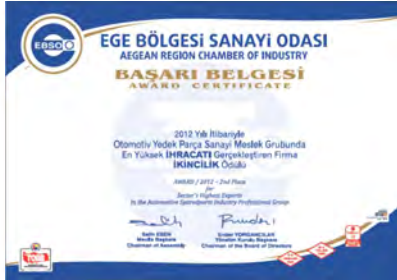 EBSO
EGE BÖLGESİ SANAYİ ODASI
AEGEAN REGION CHAMBER OF INDUSTRY
BAŞARI BELGESİ
AWARD CERTIFICATE
2012 Yılı İtibariyle
Otomotiv Yedek Parça Sanayi Meslek Grubunda
En Yüksek İHRACATI Gerçekleştiren Firma
İKİNCİLİK Ödülü
AWARD / 2012 - 2nd Place
for
Sector's Highest Exports
In the Automotive Spareparts Industry Professional Group
Salih ESEN
Ender YORGANCILAR
Meclis Başkanı
Yönetim Kurulu Başkanı
Chairman of Assembly
Chairman of the Board of Directors